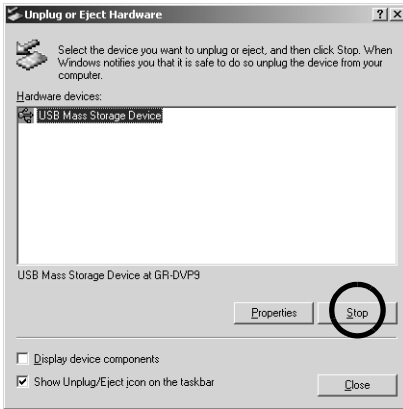 Unplug or Eject Hardware
Select the device you want to unplug or eject, and then click Stop. When
Windows notifies you that it is safe to do so unplug the device from your
computer.
Hardware devices:
USB Mass Storage Device
USB Mass Storage Device at GR-DVP9
Properties Stop
Display device components
Show Unplug/Eject icon on the taskbar
Close